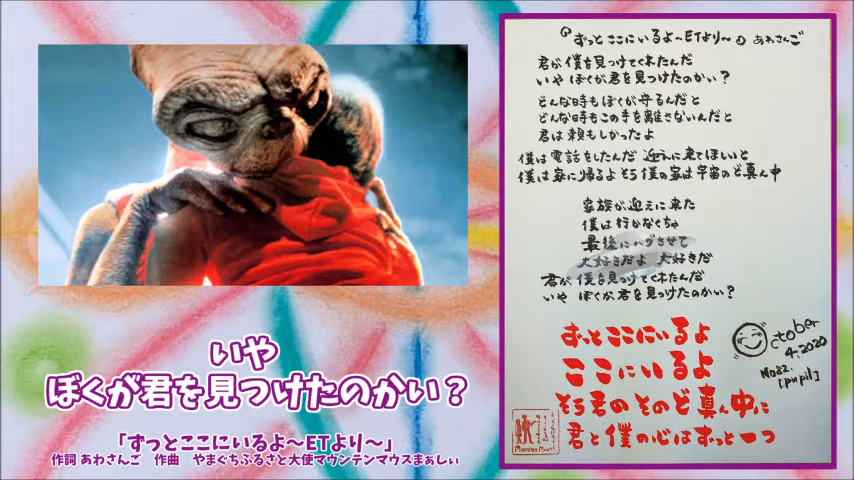 いや
ぼくが君を見つけたのかい？
「ずっとここにいるよ～ETより～」
作詞 あわさんご　作曲　やまぐちふるさと大使マウンテンマウスまぁしぃ
ずっとここにいるよ～ETより～ あわさんご
君が僕を見つけてくれたんだ
いや ぼくが君を見つけたのかい？
どんな時もぼくが守るんだと
どんな時もこの手を離さないんだと
君は頼もしかったよ
僕は電話をしたんだ 迎えに来てほしいと
僕は家に帰るよ そう 僕の家は宇宙のど真ん中
家族が迎えに来た
僕は行かなくちゃ
最後にハグさせて
大好きだよ 大好きだ
君が僕を見つけてくれたんだ
いや ぼくが君を見つけたのかい？
ずっとここにいるよ
ここにいるよ
そう君のそのど真ん中に
君と僕の心はずっと一つ
ctober
4.2020
No82.
[pupil]